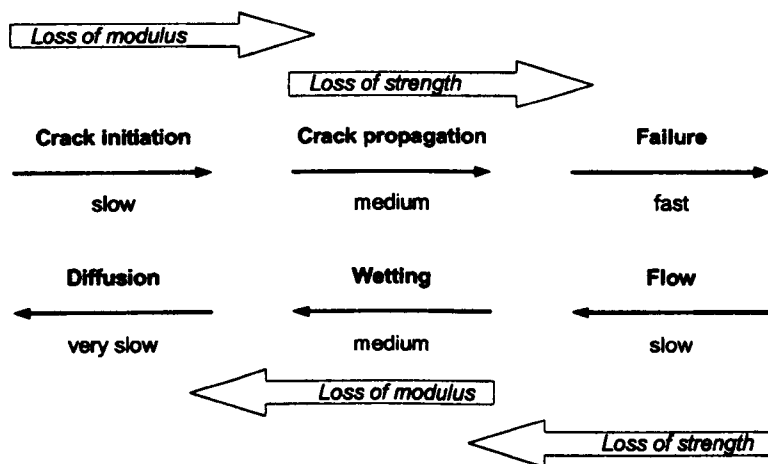 Loss of modulus
Loss of strength
Crack initiation Crack propagation Failure
slow medium fast
Diffusion Wetting Flow
very slow medium slow
Loss of modulus
Loss of strength